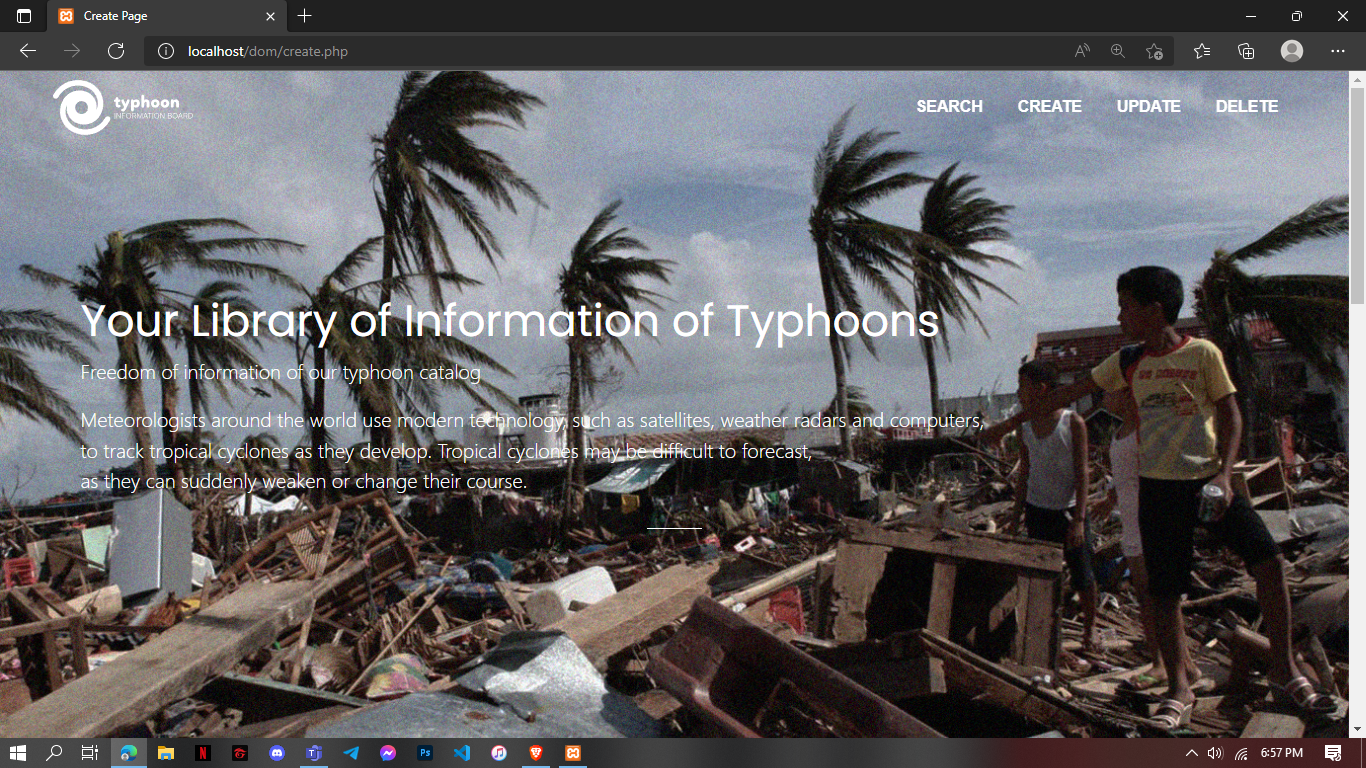 Create Page
localhost/dom/create.php
typhoon
INFORMATION BOARD
SEARCH CREATE UPDATE DELETE
Your Library of Information of Typhoons
Freedom of information of our typhoon catalog
Meteorologists around the world use modern technology, such as satellites, weather radars and computers,
to track tropical cyclones as they develop. Tropical cyclones may be difficult to forecast,
as they can suddenly weaken or change their course.
6:57 PM